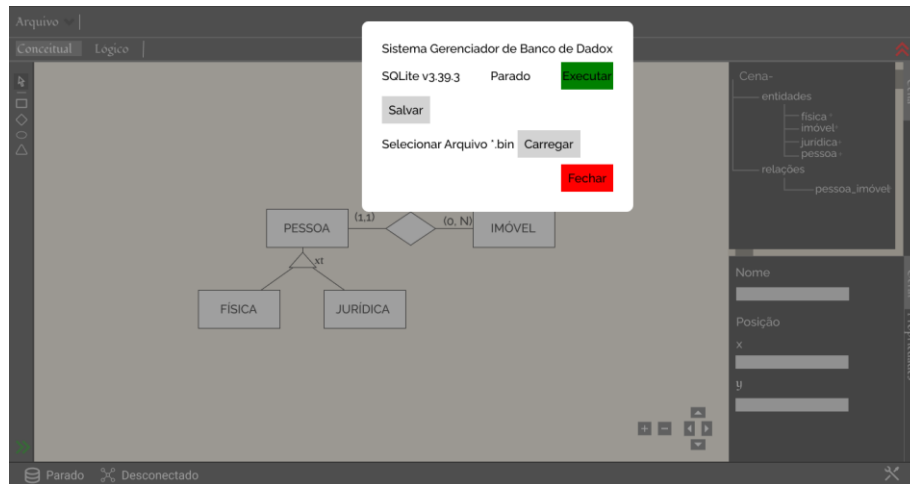 Arquivo
Conceitual Logico
Sistema Gerenciador de Banco de Dadox
SQLite v3.39.3 Parado Executar
Salvar
Selecionar Arquivo *.bin Carregar
Fechar
PESSOA (1,1) (0, N) IMÓVEL
xt
FÍSICA JURÍDICA
Cena-
entidades
física
imóvel
jurídica
pessoa
relações
pessoa_imóvel
Nome
Posição
x
y
Parado Desconectado